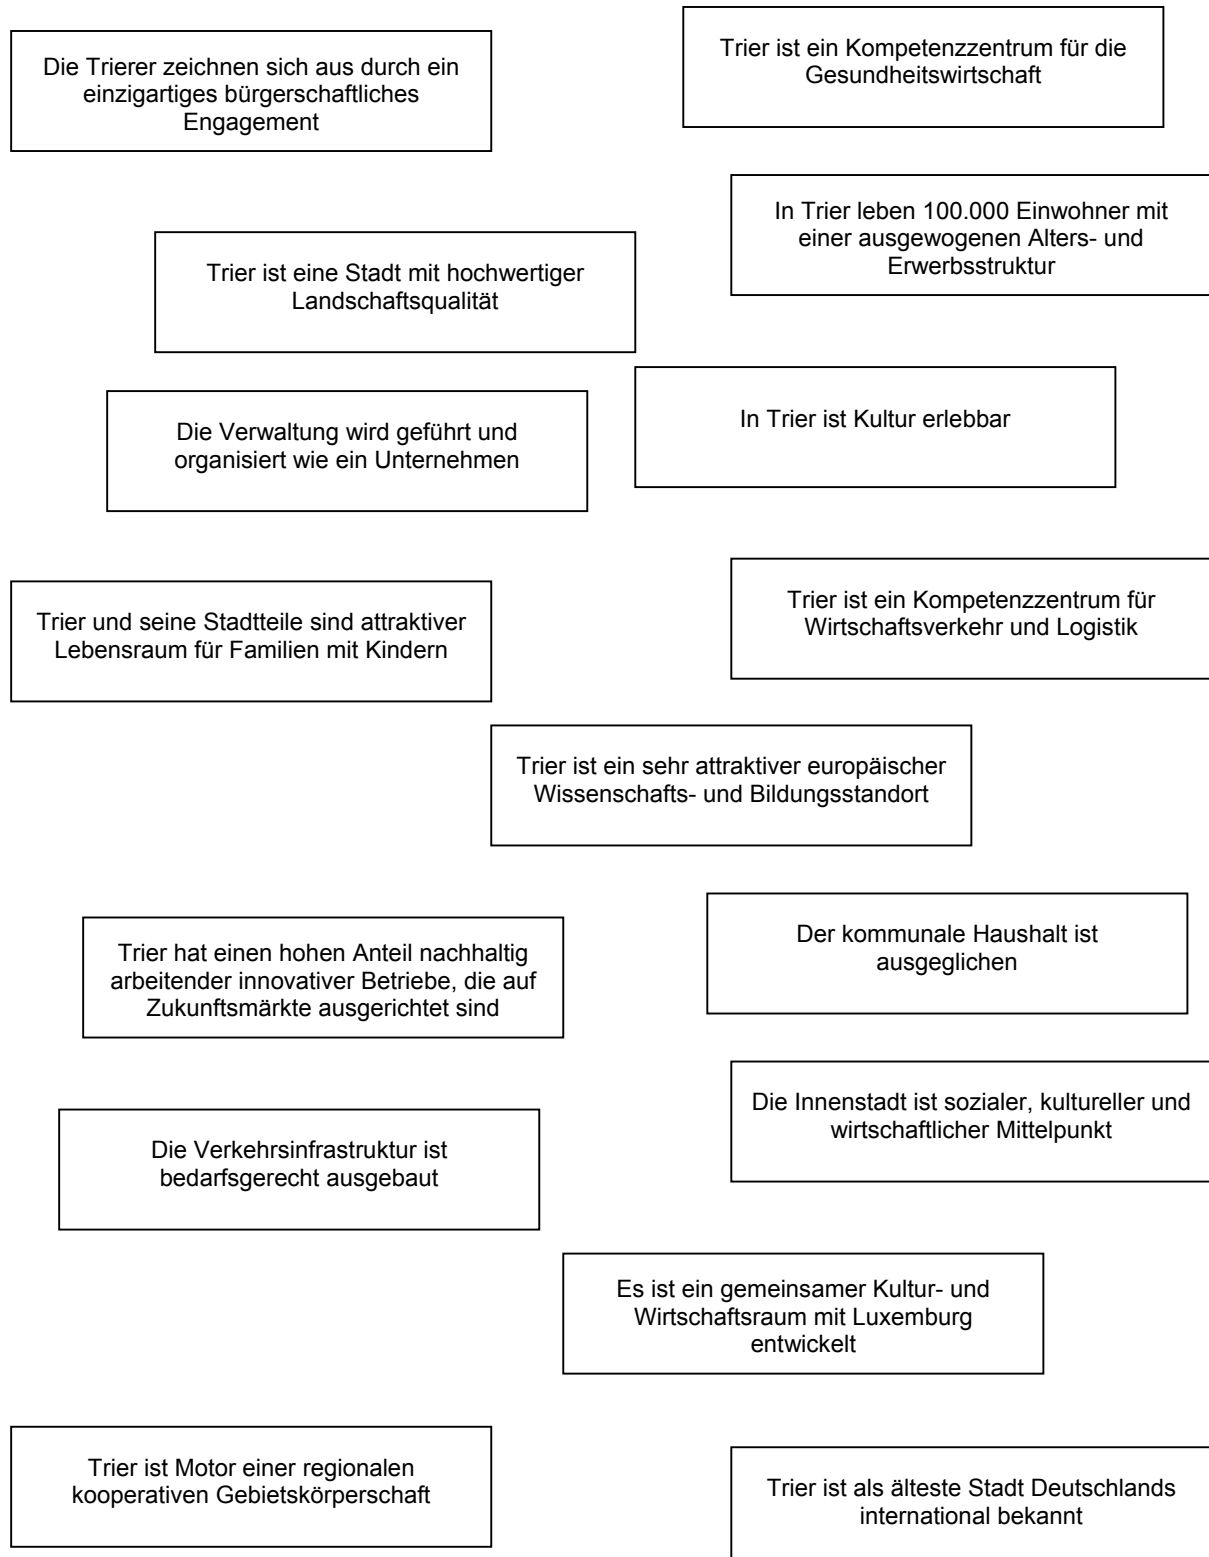 Die Trierer zeichnen sich aus durch ein
einzigartiges bürgerschaftliches
Engagement
Trier ist ein Kompetenzzentrum für die
Gesundheitswirtschaft
In Trier leben 100.000 Einwohner mit
einer ausgewogenen Alters- und
Erwerbsstruktur
Trier ist eine Stadt mit hochwertiger
Landschaftsqualität
In Trier ist Kultur erlebbar
Die Verwaltung wird geführt und
organisiert wie ein Unternehmen
Trier ist ein Kompetenzzentrum für
Wirtschaftsverkehr und Logistik
Trier und seine Stadtteile sind attraktiver
Lebensraum für Familien mit Kindern
Trier ist ein sehr attraktiver europäischer
Wissenschafts- und Bildungsstandort
Der kommunale Haushalt ist
ausgeglichen
Trier hat einen hohen Anteil nachhaltig
arbeitender innovativer Betriebe, die auf
Zukunftsmärkte ausgerichtet sind
Die Innenstadt ist sozialer, kultureller und
wirtschaftlicher Mittelpunkt
Die Verkehrsinfrastruktur ist
bedarfsgerecht ausgebaut
Es ist ein gemeinsamer Kultur- und
Wirtschaftsraum mit Luxemburg
entwickelt
Trier ist Motor einer regionalen
kooperativen Gebietskörperschaft
Trier ist als älteste Stadt Deutschlands
international bekannt